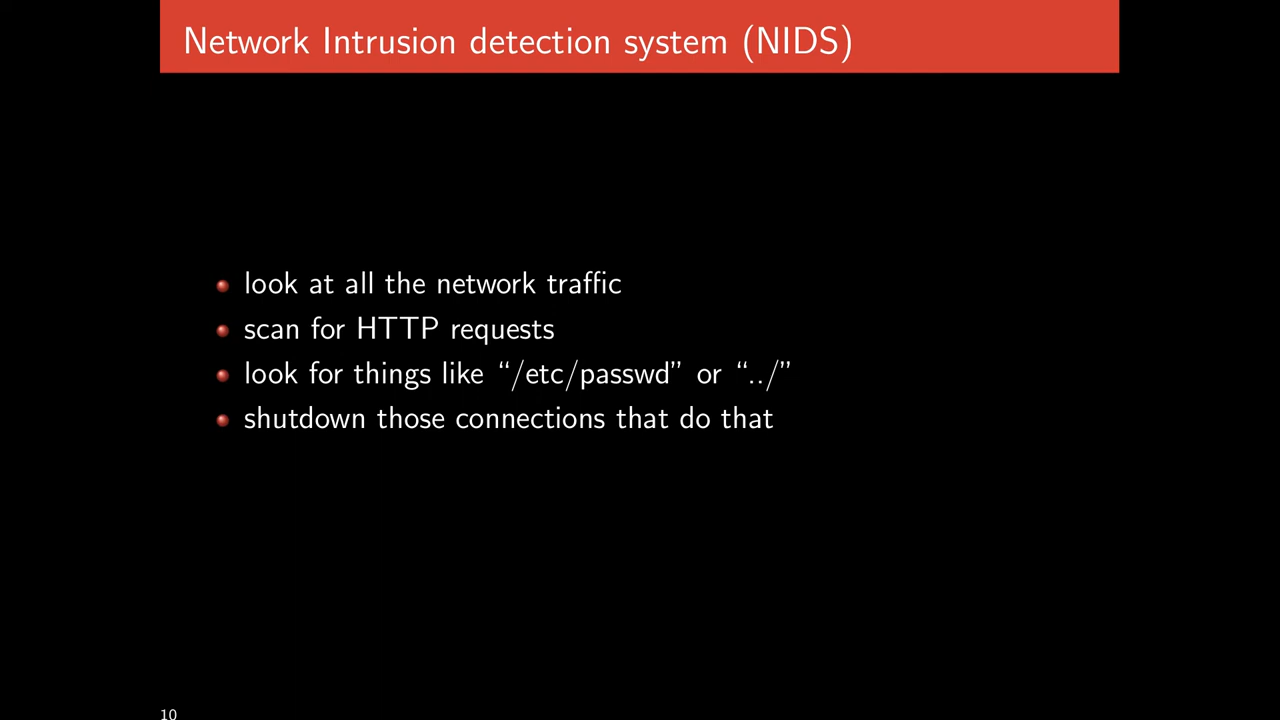 Network Intrusion detection system (NIDS)
look at all the network traffic
scan for HTTP requests
look for things like “/etc/passwd” or “../”
shutdown those connections that do that
10